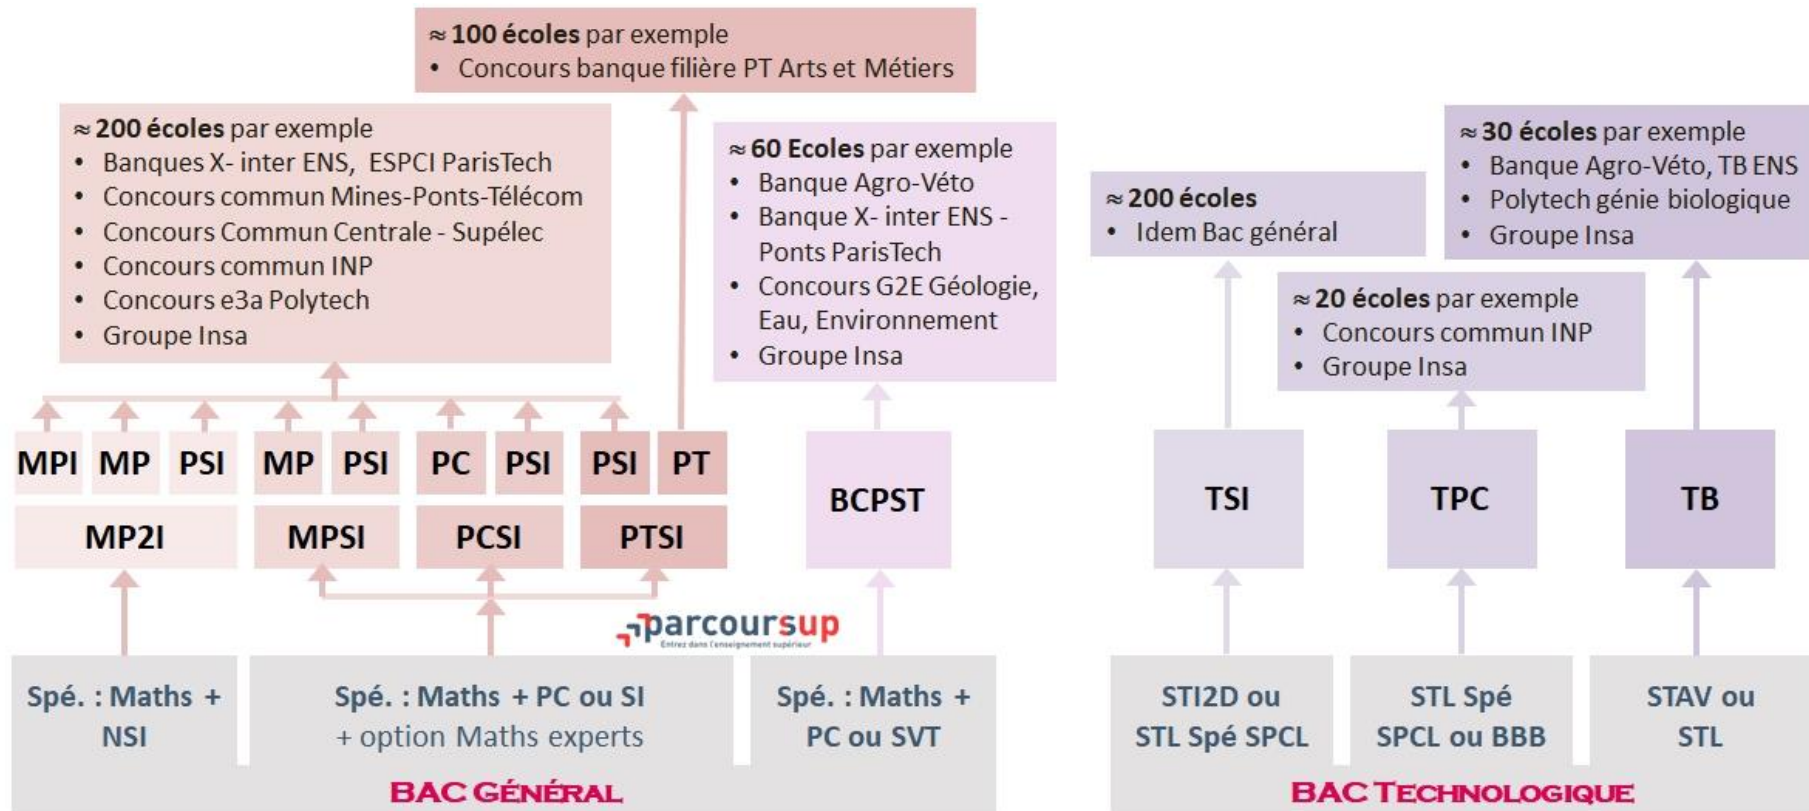 ≈ 100 écoles par exemple
• Concours banque filière PT Arts et Métiers
≈ 200 écoles par exemple
• Banques X- inter ENS, ESPCI ParisTech
• Concours commun Mines-Ponts-Télécom
• Concours Commun Centrale - Supélec
• Concours commun INP
• Concours e3a Polytech
• Groupe Insa
≈ 60 Ecoles par exemple
• Banque Agro-Véto
• Banque X- inter ENS -
Ponts ParisTech
• Concours G2E Géologie,
Eau, Environnement
• Groupe Insa
≈ 200 écoles
• Idem Bac général
≈ 30 écoles par exemple
• Banque Agro-Véto, TB ENS
• Polytech génie biologique
• Groupe Insa
≈ 20 écoles par exemple
• Concours commun INP
• Groupe Insa
MPI MP PSI MP PSI PC PSI PSI PT
MP2I MPSI PCSI PTSI
BCPST
TSI
TPC
TB
parcoursup
Entrez dans l'enseignement supérieur
Spé. : Maths +
NSI
Spé. : Maths + PC ou SI
+ option Maths experts
Spé. : Maths +
PC ou SVT
STI2D ou
STL Spé SPCL
STL Spé
SPCL ou BBB
STAV ou
STL
BAC GÉNÉRAL
BAC TECHNOLOGIQUE